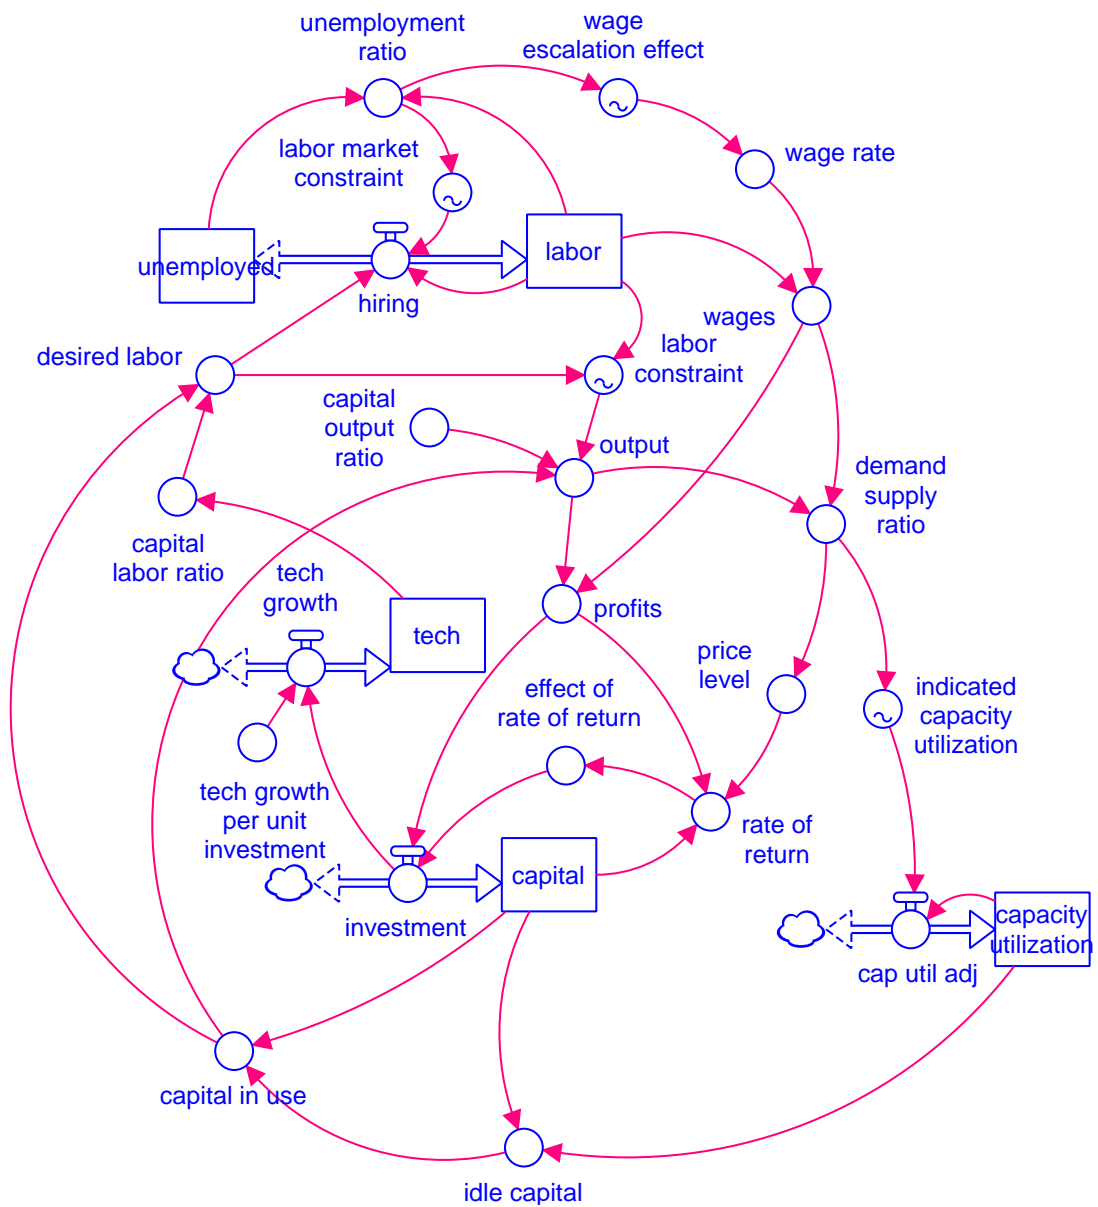 unemployment
ratio
wage
escalation effect
labor market
constraint
wage rate
unemployed
labor
hiring
wages
desired labor
labor
constraint
capital
output
ratio
output
demand
supply
ratio
capital
labor ratio
tech
growth
tech
profits
price
level
effect of
rate of return
indicated
capacity
utilization
tech growth
per unit
investment
rate of
return
capital
investment
capacity
utilization
cap util adj
capital in use
idle capital